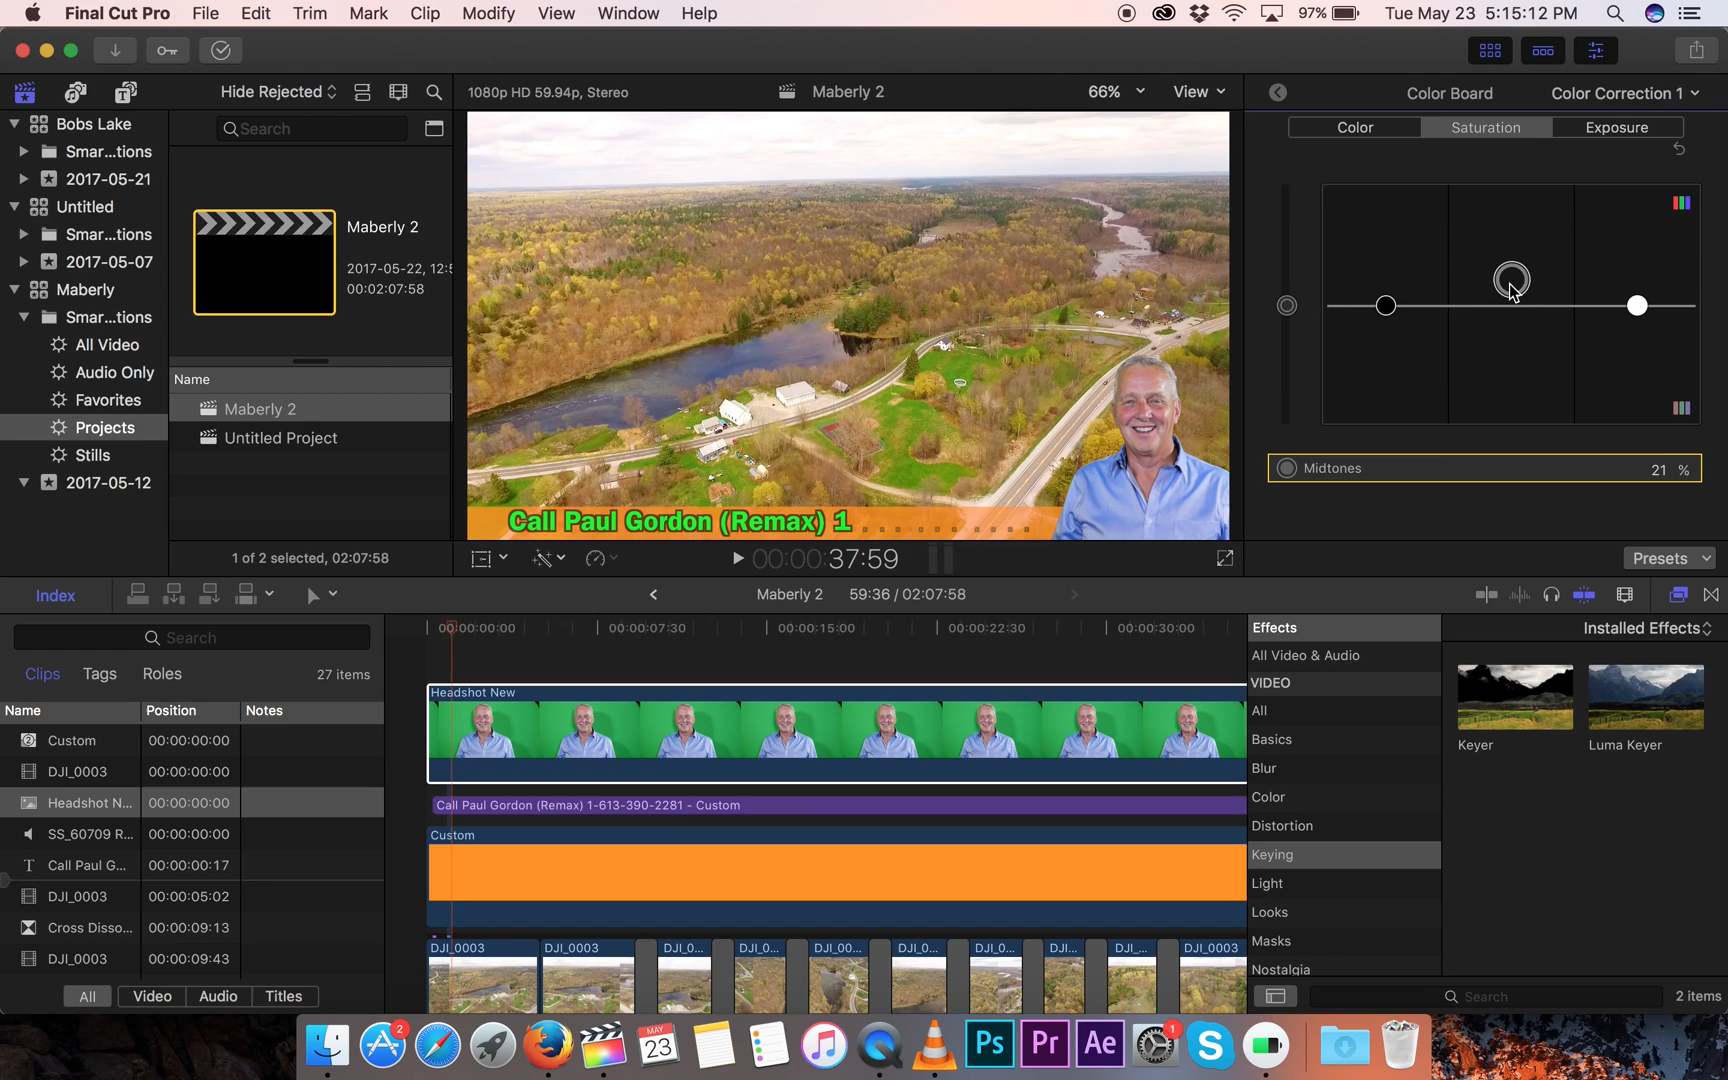 Final Cut Pro File Edit Trim Mark Clip Modify View Window Help 97% Tue May 23 5:15:12 PM
Hide Rejected 1080p HD 59.94p, Stereo Maberly 2 66% View Color Board Color Correction 1
Bobs Lake
Smar...tions
2017-05-21
Untitled
Smar...tions
2017-05-07
Maberly
Smar...tions
All Video
Audio Only
Favorites
Projects
Stills
2017-05-12
Search
Maberly 2
2017-05-22, 12:5
00:02:07:58
Name
Maberly 2
Untitled Project
1 of 2 selected, 02:07:58
Call Paul Gordon (Remax) 1
00:00:37:59
Color Saturation Exposure
Midtones 21 %
Presets
Index Maberly 2 59:36 / 02:07:58
Search
Clips Tags Roles 27 items
Name Position Notes
Custom 00:00:00:00
DJI_0003 00:00:00:00
Headshot N... 00:00:00:00
SS_60709 R... 00:00:00:00
Call Paul G... 00:00:00:17
DJI_0003 00:00:05:02
Cross Disso... 00:00:09:13
DJI_0003 00:00:09:43
All Video Audio Titles
00:00:00:00 00:00:07:30 00:00:15:00 00:00:22:30 00:00:30:00
Headshot New
Call Paul Gordon (Remax) 1-613-390-2281 - Custom
Custom
DJI_0003 DJI_0003 DJI_0... DJI_0... DJI_00... DJI_0... DJI_0... DJI... DJI_... DJI_0003
Effects
All Video & Audio
VIDEO
All
Basics
Blur
Color
Distortion
Keying
Light
Looks
Masks
Nostalgia
Installed Effects
Keyer Luma Keyer
Search 2 items
2
MAY
23
Ps Pr Ae
1
S